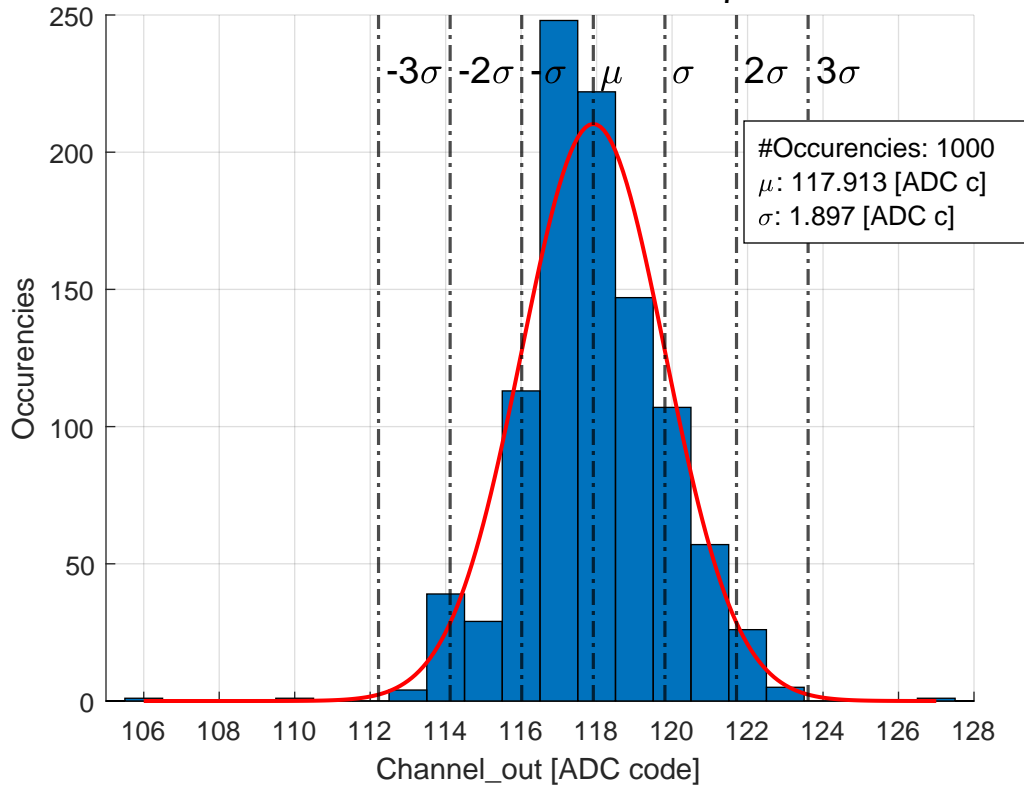 250
-3σ -2σ -σ μ σ 2σ 3σ
200
#Occurencies: 1000
μ: 117.913 [ADC c]
σ: 1.897 [ADC c]
150
Occurencies
100
50
0
106 108 110 112 114 116 118 120 122 124 126 128
Channel_out [ADC code]